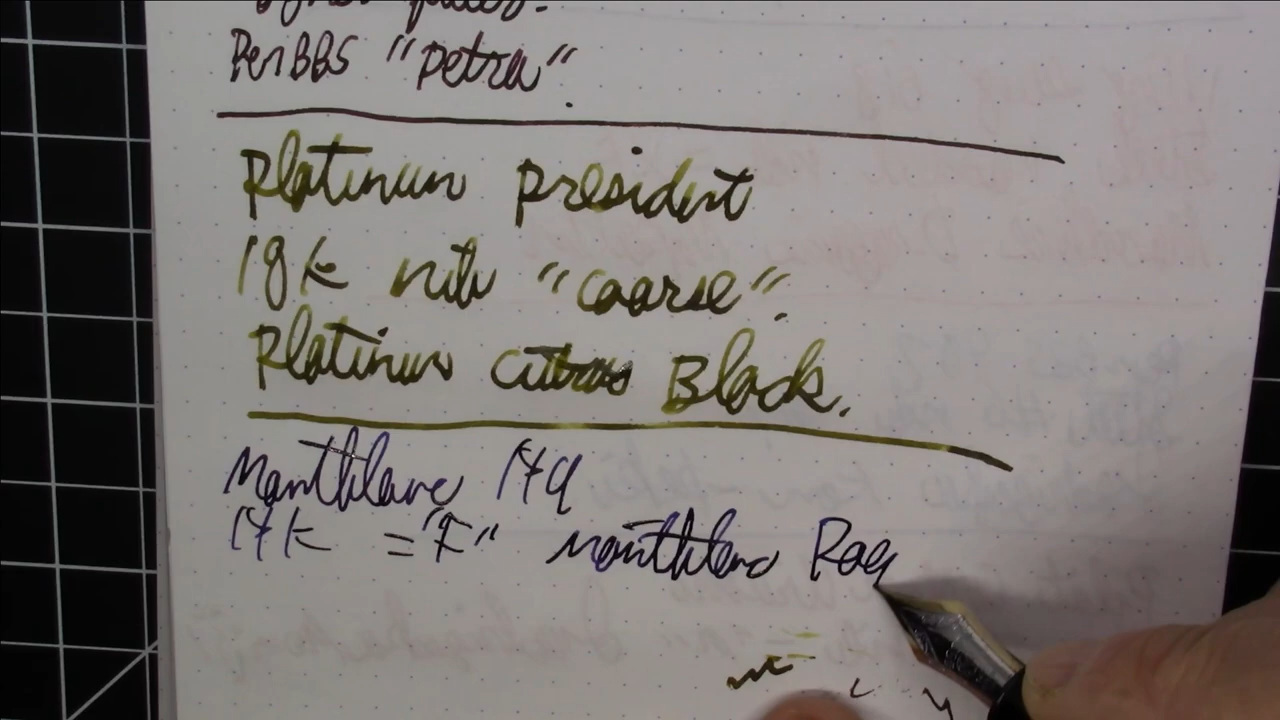 PenBBS "Petra".
Platinum President
18k nib "coarse".
Platinum Citrus Black.
Montblanc 149
14k = "F" Montblanc Roy